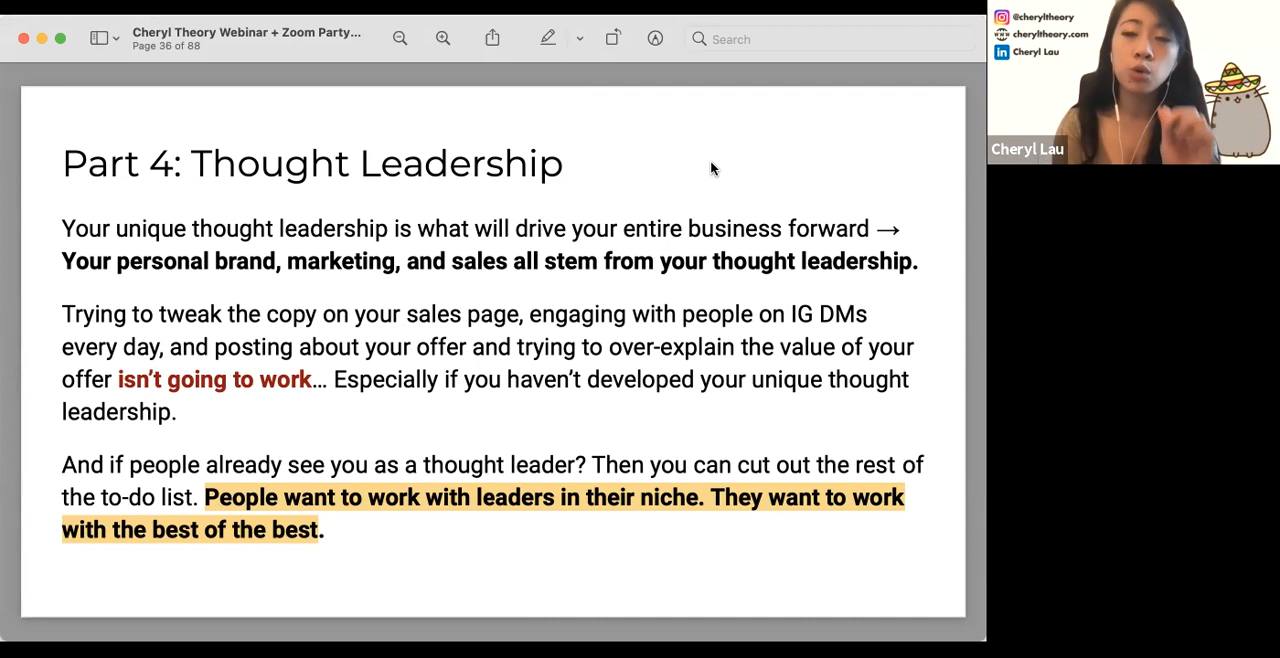 Cheryl Theory Webinar + Zoom Party...
Page 36 of 88
Search
@cheryltheory
cheryltheory.com
Cheryl Lau
Cheryl Lau
Part 4: Thought Leadership
Your unique thought leadership is what will drive your entire business forward →
Your personal brand, marketing, and sales all stem from your thought leadership.
Trying to tweak the copy on your sales page, engaging with people on IG DMs
every day, and posting about your offer and trying to over-explain the value of your
offer isn’t going to work… Especially if you haven’t developed your unique thought
leadership.
And if people already see you as a thought leader? Then you can cut out the rest of
the to-do list. People want to work with leaders in their niche. They want to work
with the best of the best.